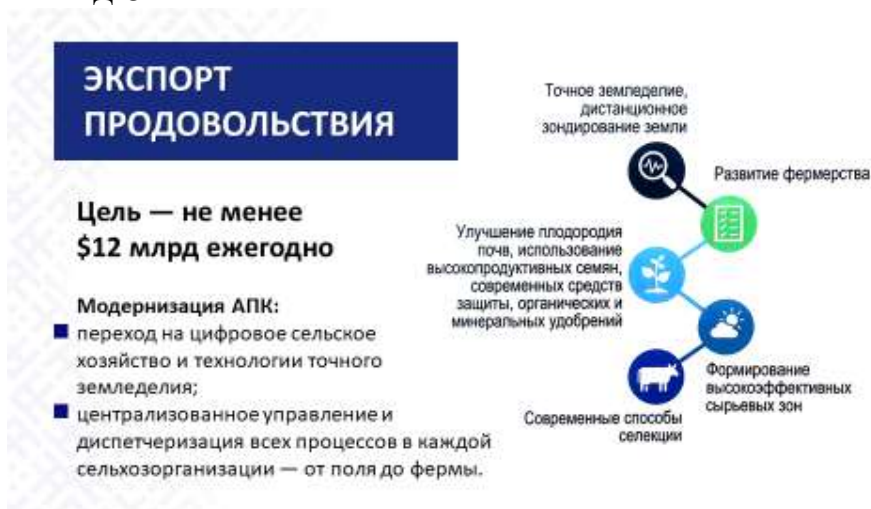 ЭКСПОРТ
ПРОДОВОЛЬСТВИЯ
Цель — не менее
$12 млрд ежегодно
Модернизация АПК:
переход на цифровое сельское
хозяйство и технологии точного
земледелия;
централизованное управление и
диспетчеризация всех процессов в каждой
сельхозорганизации — от поля до фермы.
Точное земледелие,
дистанционное
зондирование земли
Развитие фермерства
Улучшение плодородия
почв, использование
высокопродуктивных семян,
современных средств
защиты, органических и
минеральных удобрений
Формирование
высокоэффективных
сырьевых зон
Современные способы
селекции